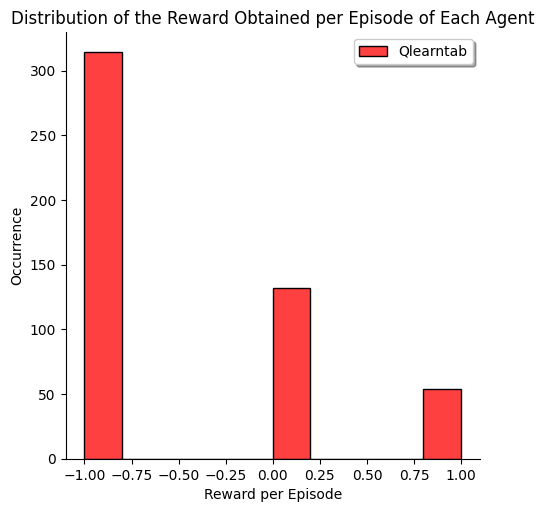 Distribution of the Reward Obtained per Episode of Each Agent
Qlearntab
300
250
200
150
100
50
0
Occurrence
−1.00 −0.75 −0.50 −0.25 0.00 0.25 0.50 0.75 1.00
Reward per Episode